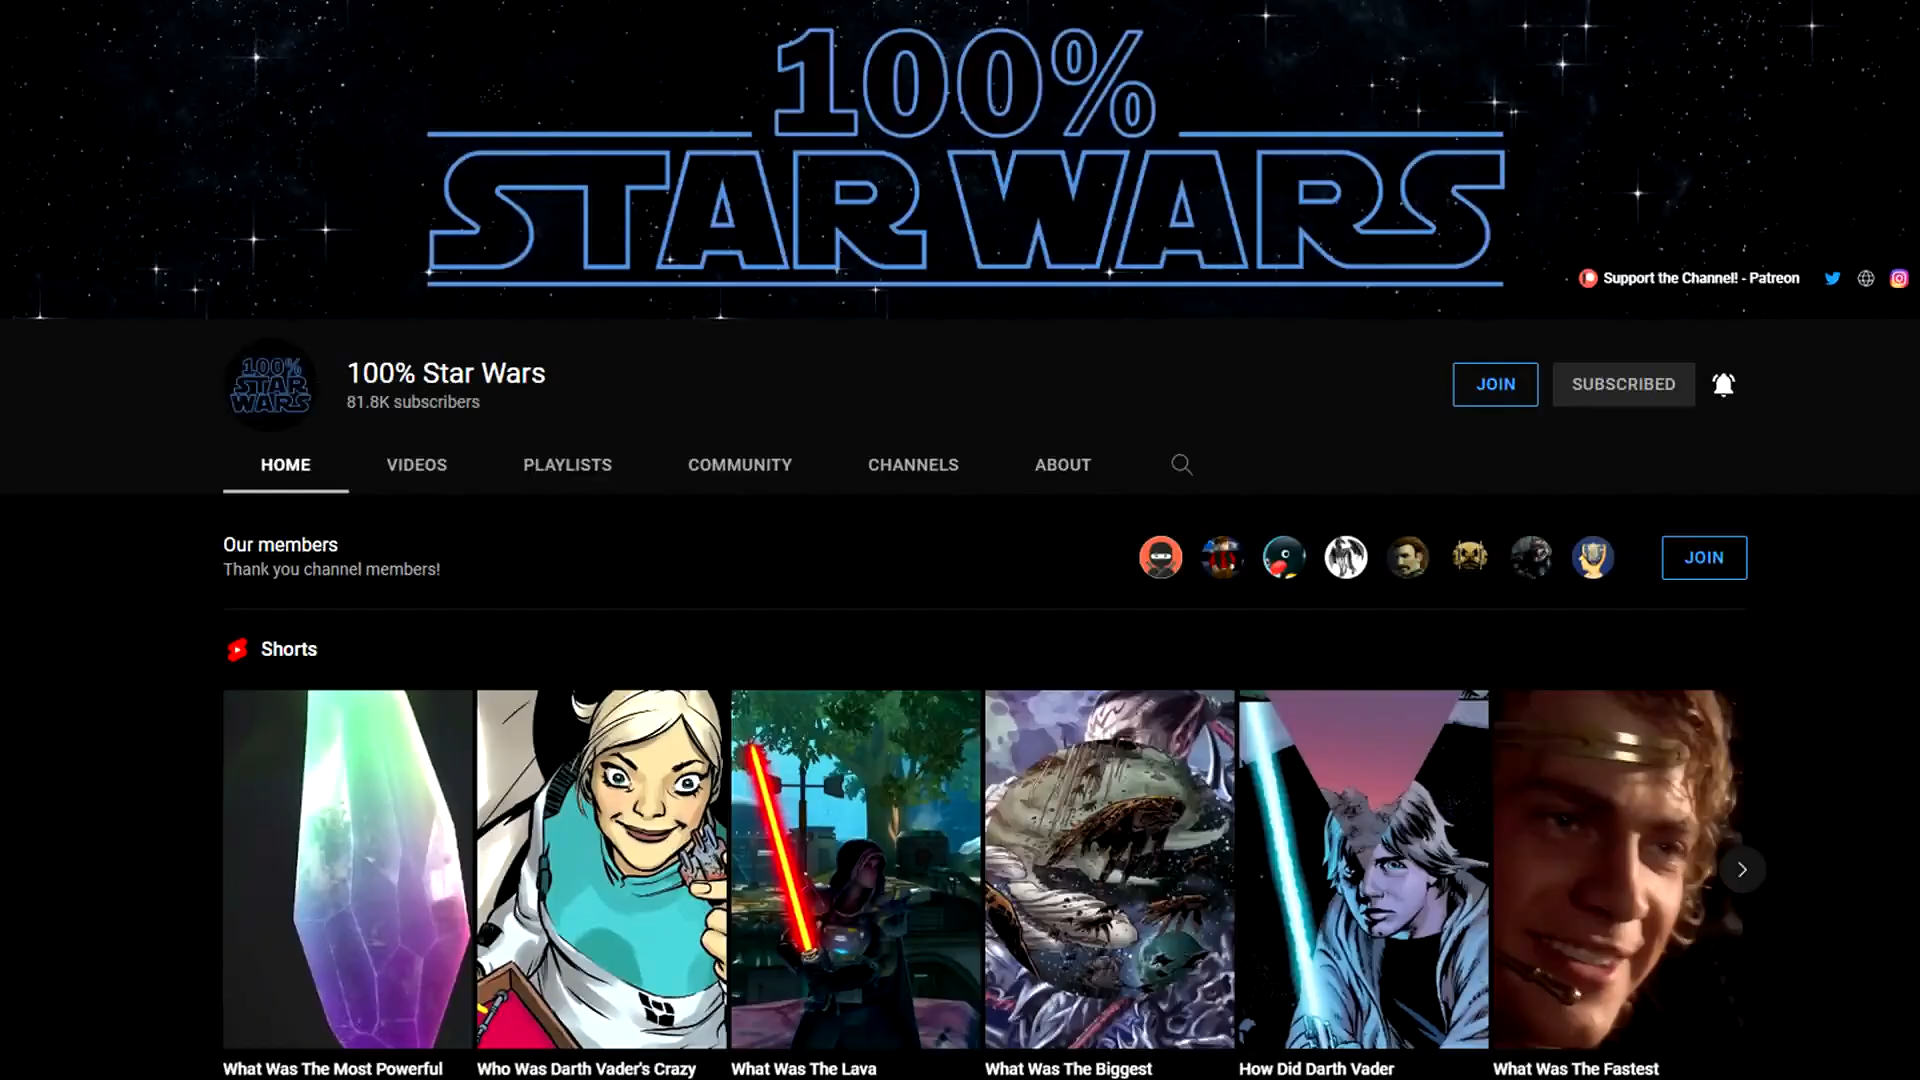 100%
STAR WARS
Support the Channel! - Patreon
100%
STAR
WARS
100% Star Wars
81.8K subscribers
JOIN
SUBSCRIBED
HOME
VIDEOS
PLAYLISTS
COMMUNITY
CHANNELS
ABOUT
Our members
Thank you channel members!
JOIN
Shorts
What Was The Most Powerful
Who Was Darth Vader's Crazy
What Was The Lava
What Was The Biggest
How Did Darth Vader
What Was The Fastest